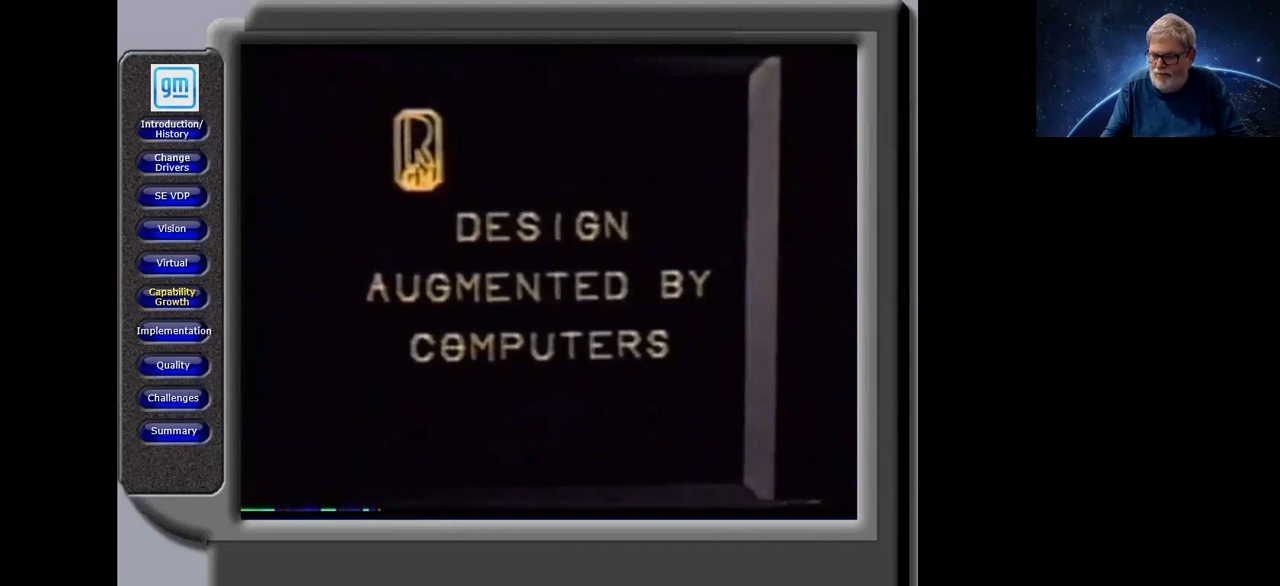 gm
Introduction/
History
Change
Drivers
SE VDP
Vision
Virtual
Capability
Growth
Implementation
Quality
Challenges
Summary
R
GM
DESIGN
AUGMENTED BY
COMPUTERS